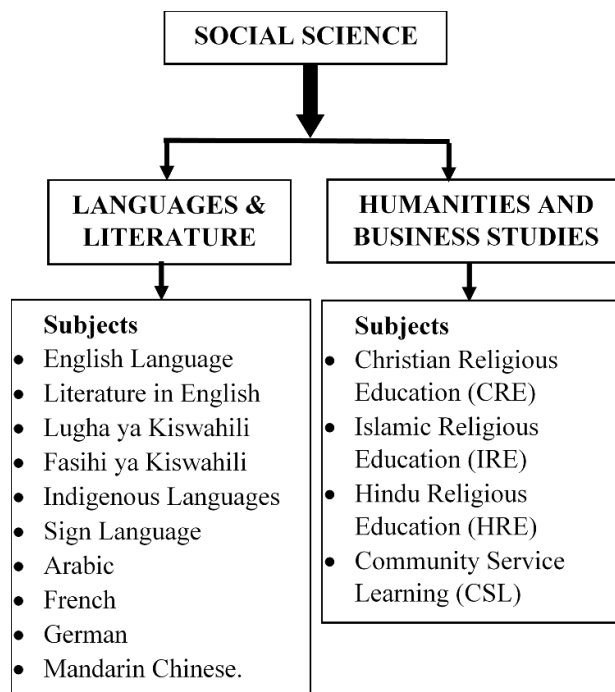 SOCIAL SCIENCE
LANGUAGES &
LITERATURE
Subjects
• English Language
• Literature in English
• Lugha ya Kiswahili
• Fasihi ya Kiswahili
• Indigenous Languages
• Sign Language
• Arabic
• French
• German
• Mandarin Chinese.
HUMANITIES AND
BUSINESS STUDIES
Subjects
• Christian Religious
Education (CRE)
• Islamic Religious
Education (IRE)
• Hindu Religious
Education (HRE)
• Community Service
Learning (CSL)